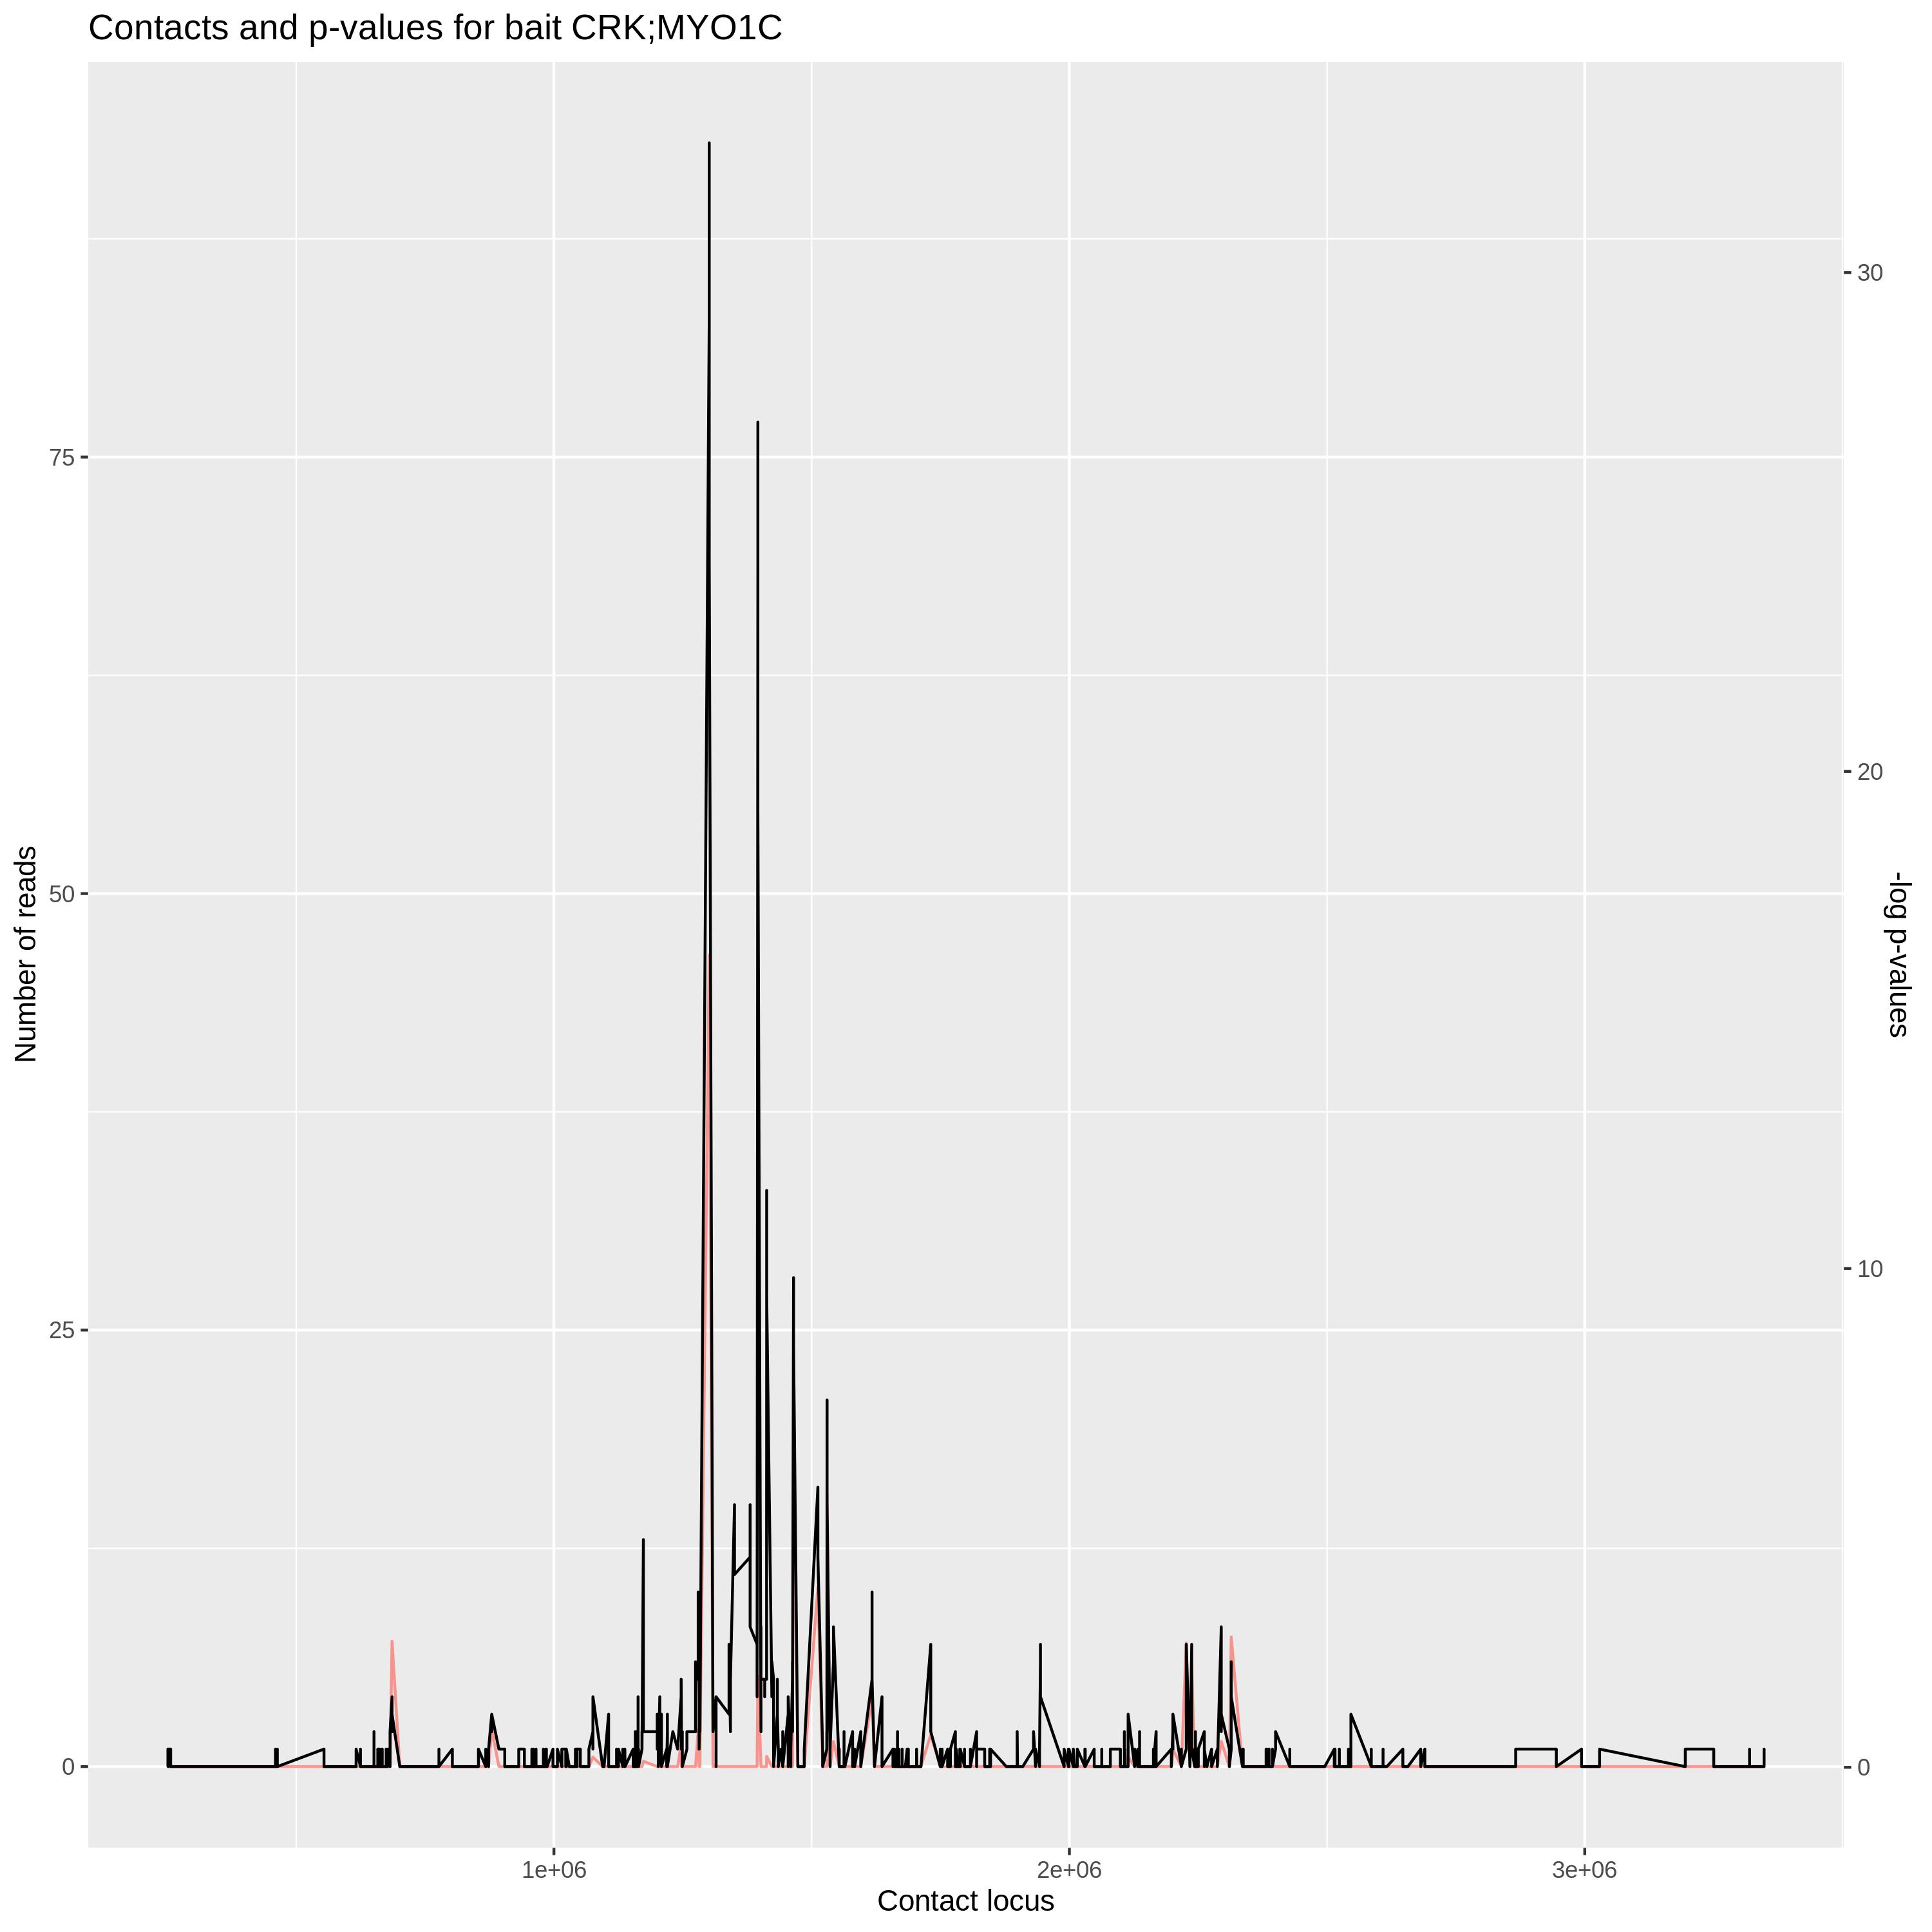 Contacts and p-values for bait CRK;MYO1C
Number of reads
75
50
25
0
30
20
10
0
-log p-values
1e+06
2e+06
3e+06
Contact locus